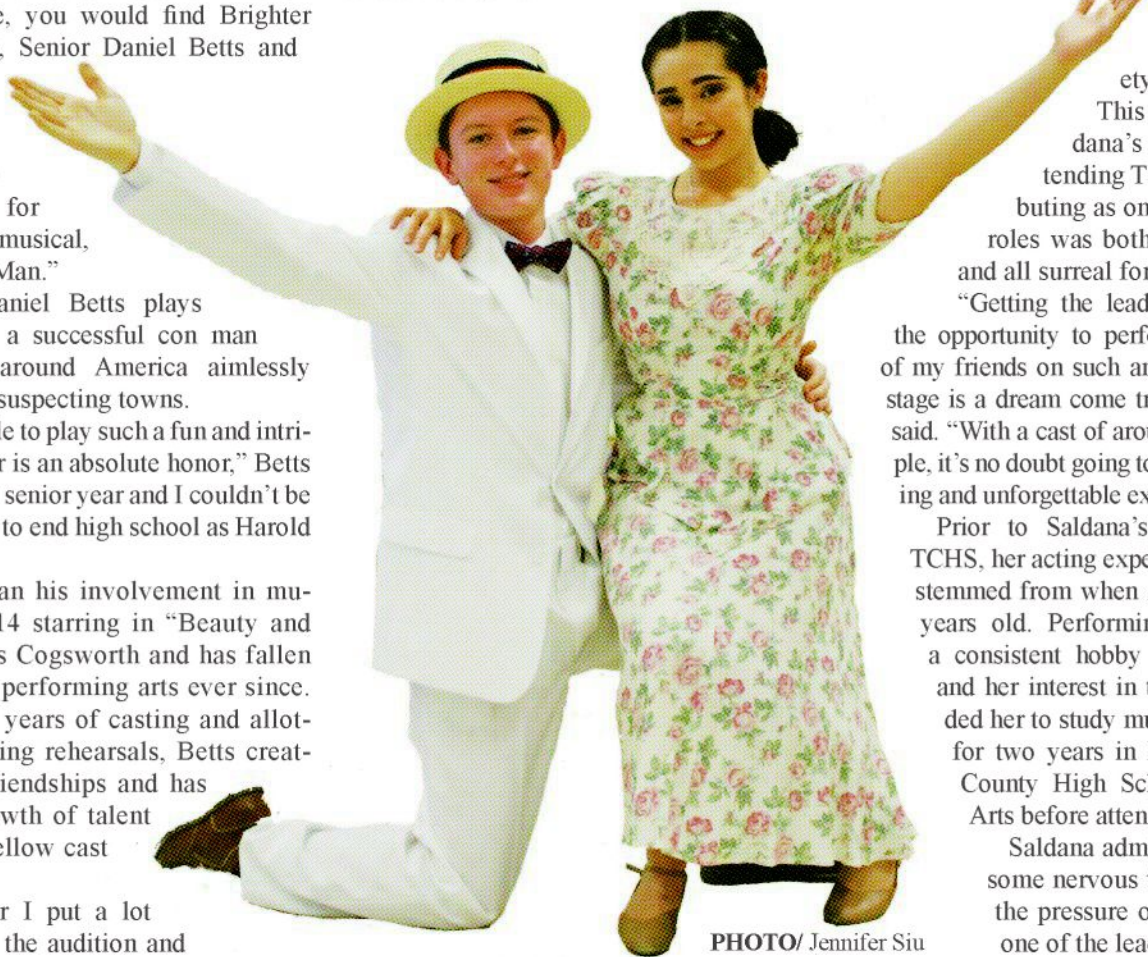 e, you would find Brighter
, Senior Daniel Betts and
for
musical,
Man.”
aniel Betts plays
a successful con man
around America aimlessly
suspecting towns.
le to play such a fun and intri-
r is an absolute honor,” Betts
senior year and I couldn’t be
to end high school as Harold
an his involvement in mu-
14 starring in “Beauty and
s Cogsworth and has fallen
performing arts ever since.
years of casting and allot-
ing rehearsals, Betts creat-
iendships and has
wth of talent
ellow cast
r I put a lot
the audition and
PHOTO/ Jennifer Siu
ety
This
dana’s
tending T
buting as on
roles was both
and all surreal for
“Getting the lead
the opportunity to perfo
of my friends on such an
stage is a dream come tr
said. “With a cast of arou
ple, it’s no doubt going to
ing and unforgettable ex
Prior to Saldana’s
TCHS, her acting expe
stemmed from when
years old. Performin
a consistent hobby
and her interest in t
ded her to study mu
for two years in
County High Sch
Arts before atten
Saldana adm
some nervous
the pressure o
one of the lea